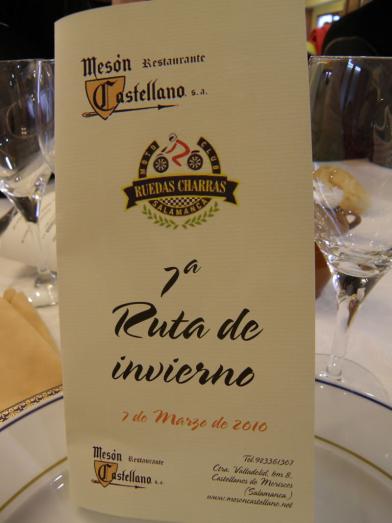 Mesón Restaurante
Castellano s.a.
MOTO CLUB
RUEDAS CHARRAS
SALAMANCA
7ª
Ruta de
invierno
7 de Marzo de 2010
Mesón Restaurante
Castellano s.a.
Tel.923361307
Ctra. Valladolid, km 8.
Castellanos de Moriscos
(Salamanca)
www.mesoncastellano.net